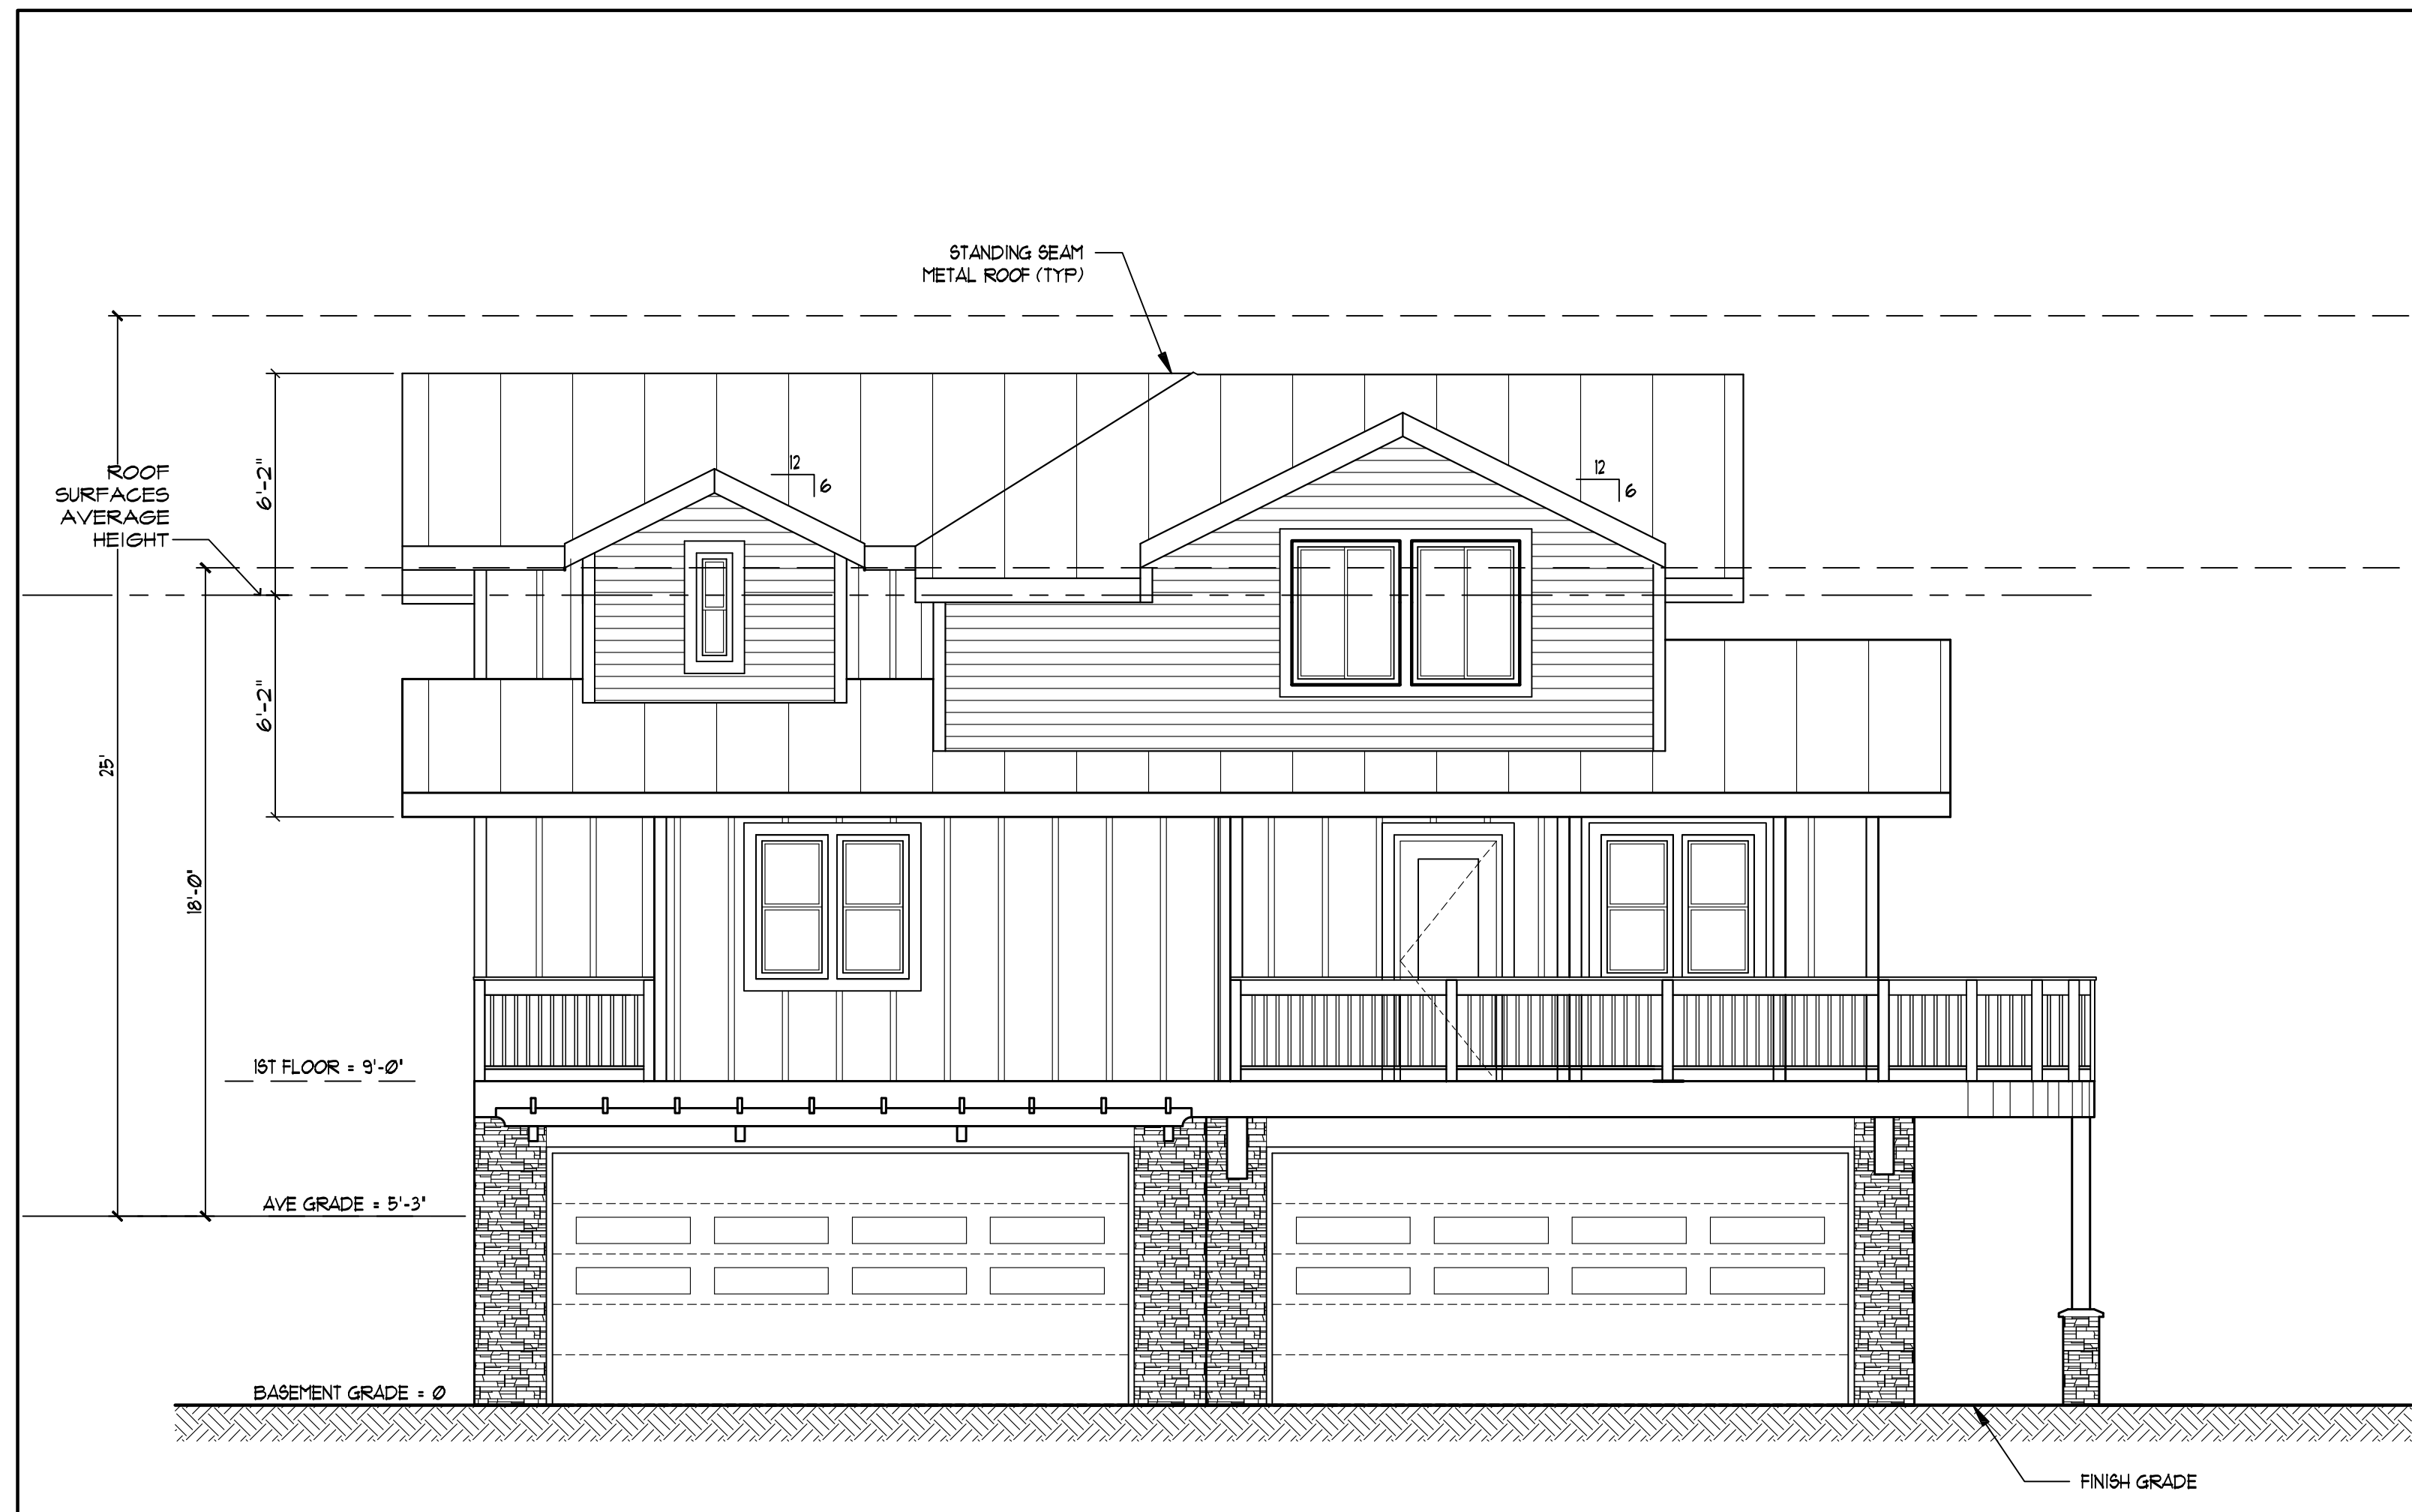 STANDING SEAM
METAL ROOF (TYP)
12
6
12
6
ROOF
SURFACES
AVERAGE
HEIGHT
6'-2"
6'-2"
25'
18'-0"
1ST FLOOR = 9'-0"
AVE GRADE = 5'-3"
BASEMENT GRADE = 0
FINISH GRADE